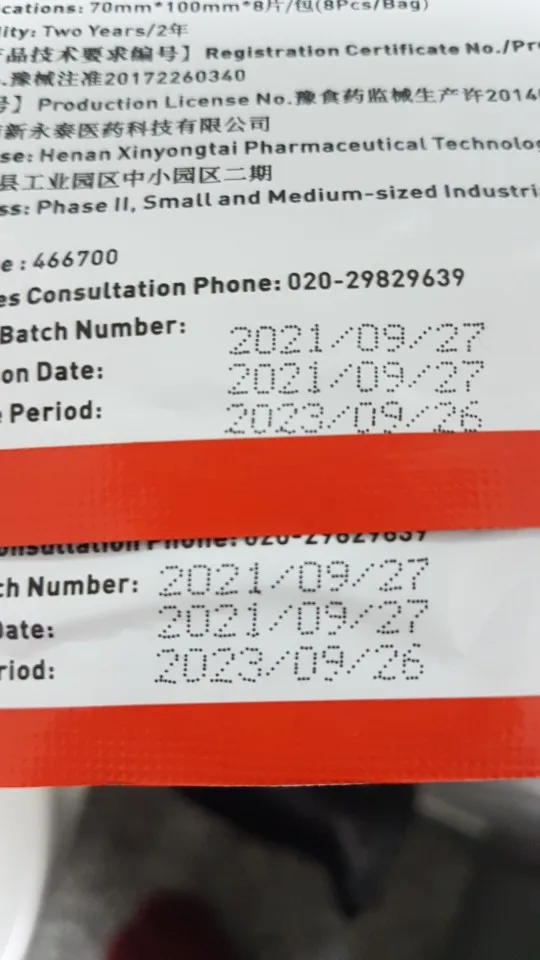 cations: 70mm*100mm*8片/包(8Pcs/Bag)
lity: Two Years/2年
品技术要求编号】Registration Certificate No./Pr
.豫械注准20172260340
号】Production License No.豫食药监械生产许2014
新永泰医药科技有限公司
se: Henan Xinyongtai Pharmaceutical Technolog
县工业园区中小园区二期
ss: Phase II, Small and Medium-sized Industri
e : 466700
es Consultation Phone: 020-29829639
Batch Number: 2021/09/27
on Date: 2021/09/27
Period: 2023/09/26
onsultation Phone: 020-29829639
ch Number: 2021/09/27
Date: 2021/09/27
riod: 2023/09/26